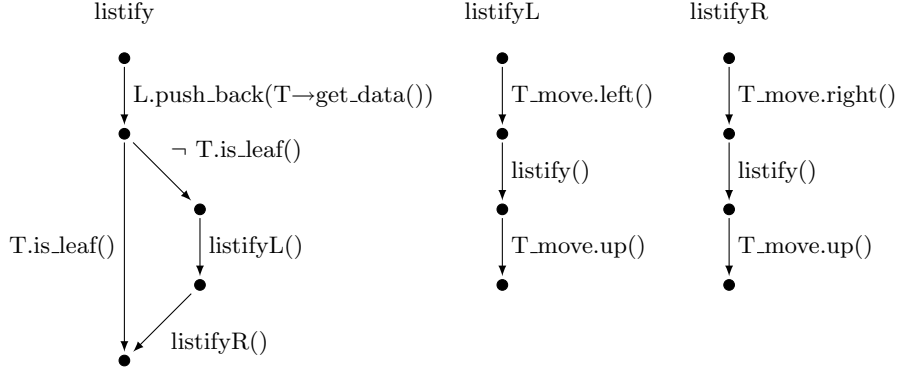 listify
L.push_back(T→get_data())
¬ T.is_leaf()
T.is_leaf()
listifyL()
listifyR()
listifyL
T_move.left()
listify()
T_move.up()
listifyR
T_move.right()
listify()
T_move.up()